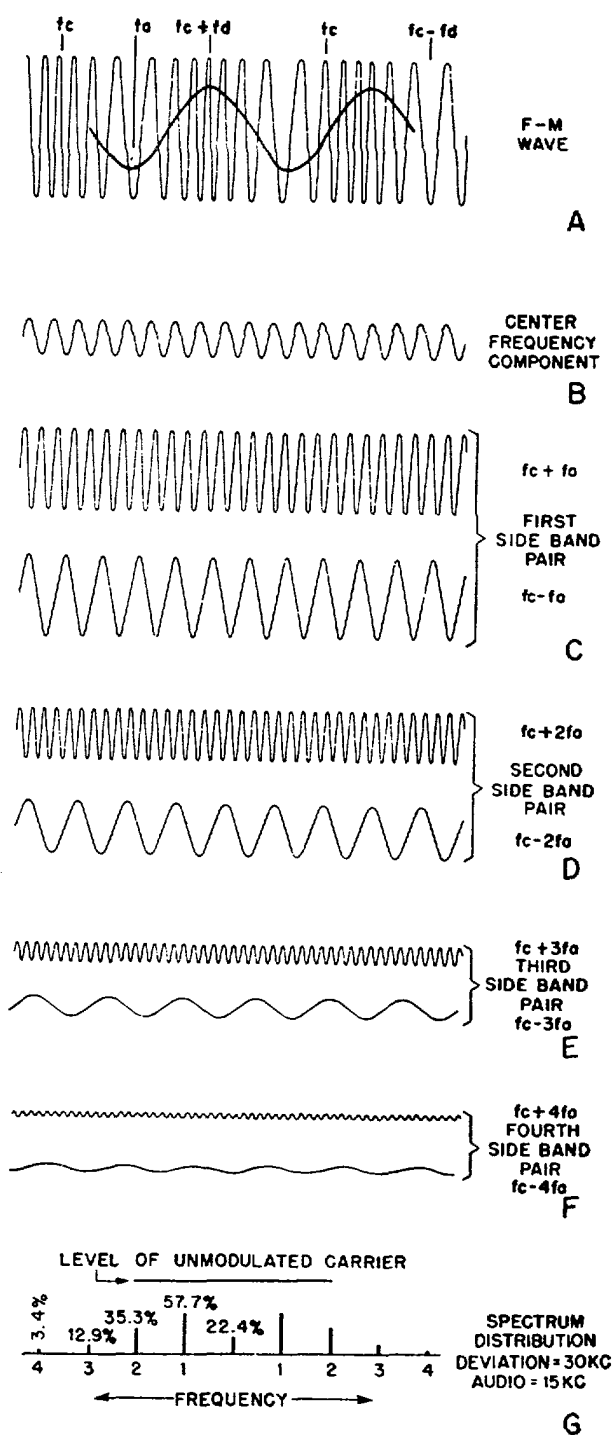 fc fa fc + fd fc fc - fd
F-M
WAVE
A
CENTER
FREQUENCY
COMPONENT
B
fc + fa
FIRST
SIDE BAND
PAIR
fc-fa
C
fc+2fa
SECOND
SIDE BAND
PAIR
fc-2fa
D
fc+3fa
THIRD
SIDE BAND
PAIR
fc-3fa
E
fc+4fa
FOURTH
SIDE BAND
PAIR
fc-4fa
F
LEVEL OF UNMODULATED CARRIER
3.4% 12.9% 35.3% 57.7% 22.4%
4 3 2 1 1 2 3 4
FREQUENCY
SPECTRUM
DISTRIBUTION
DEVIATION = 30KC
AUDIO = 15KC
G